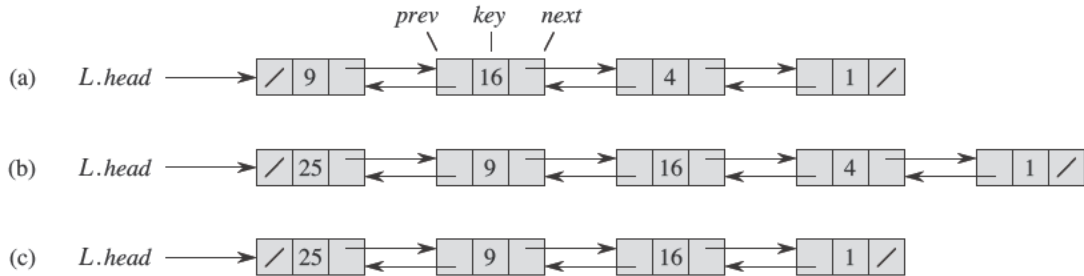 prev key next
(a) L.head / 9 16 4 1 /
(b) L.head / 25 9 16 4 1 /
(c) L.head / 25 9 16 1 /